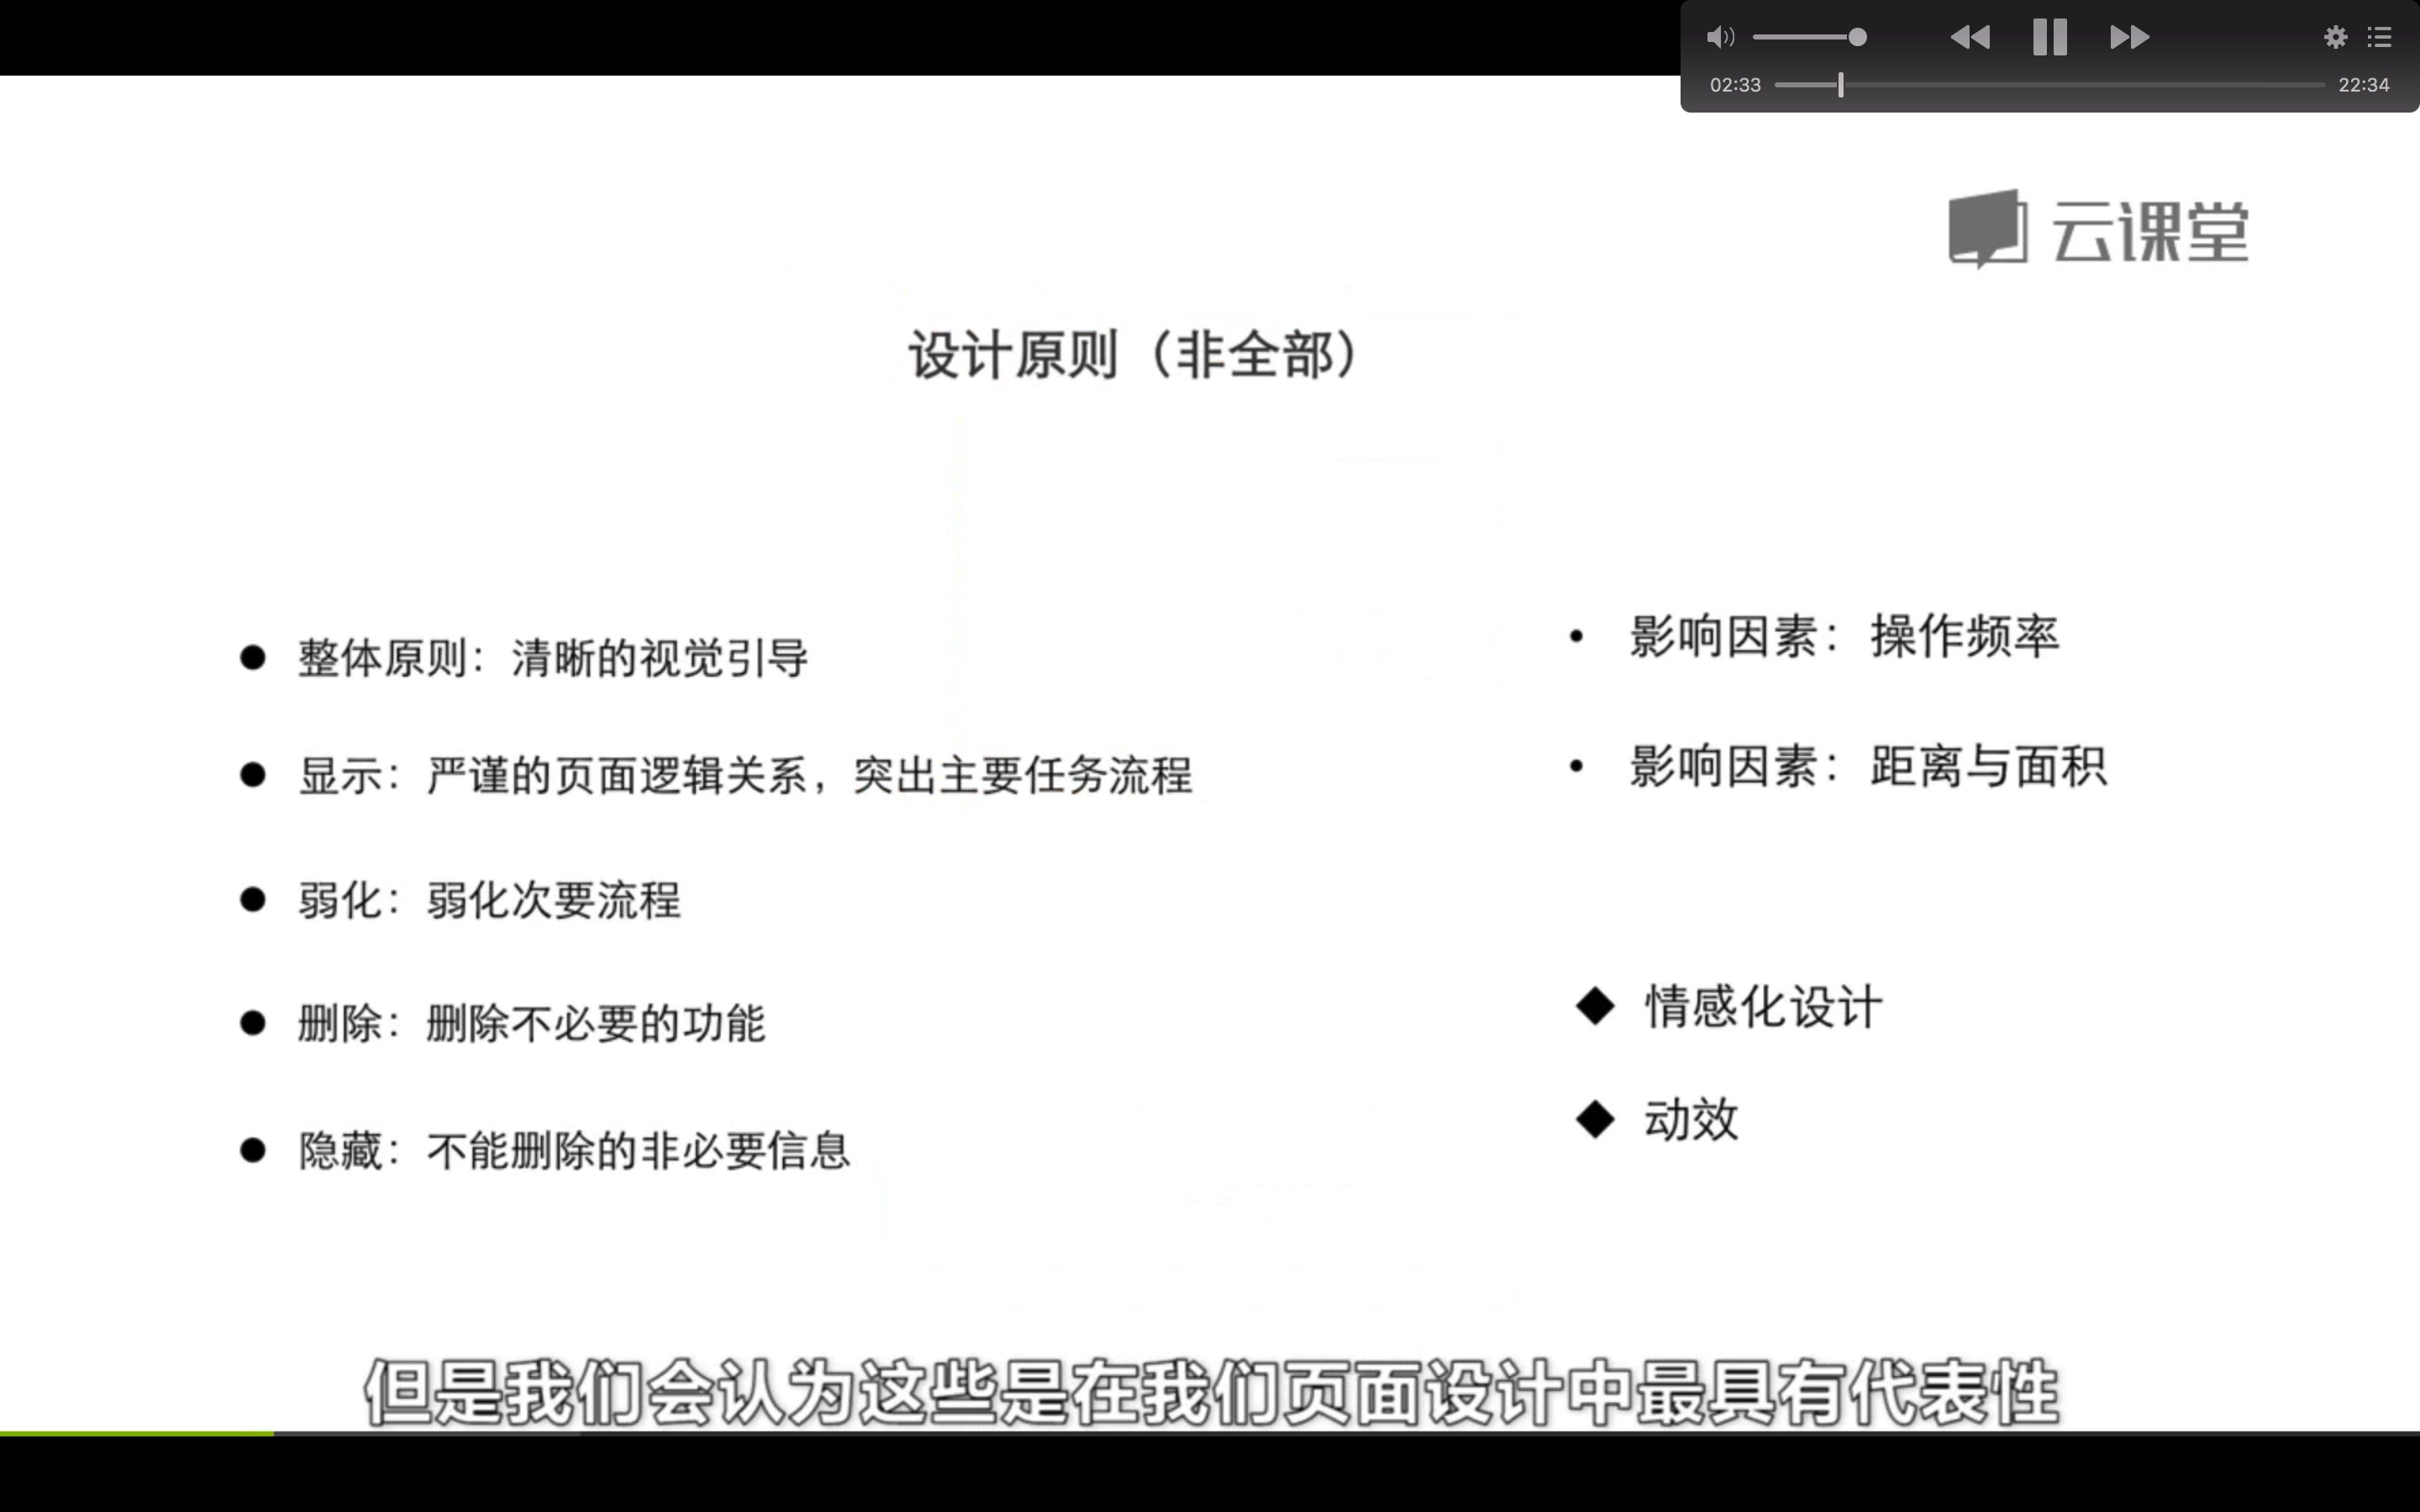 02:33
22:34
云课堂
设计原则（非全部）
整体原则：清晰的视觉引导
显示：严谨的页面逻辑关系，突出主要任务流程
弱化：弱化次要流程
删除：删除不必要的功能
隐藏：不能删除的非必要信息
影响因素：操作频率
影响因素：距离与面积
情感化设计
动效
但是我们会认为这些是在我们页面设计中最具有代表性